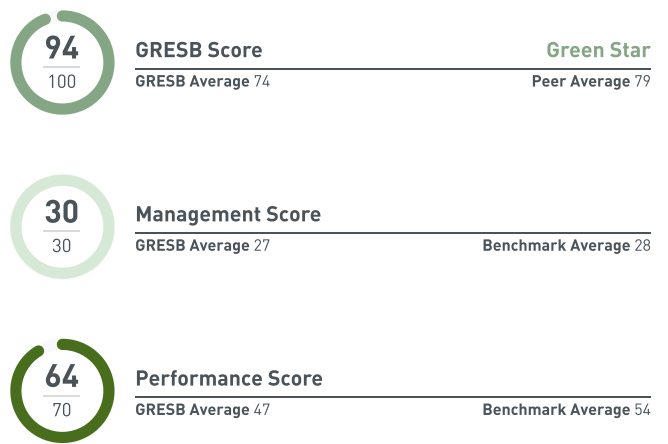 94
100
GRESB Score
Green Star
GRESB Average 74
Peer Average 79
30
30
Management Score
GRESB Average 27
Benchmark Average 28
64
70
Performance Score
GRESB Average 47
Benchmark Average 54